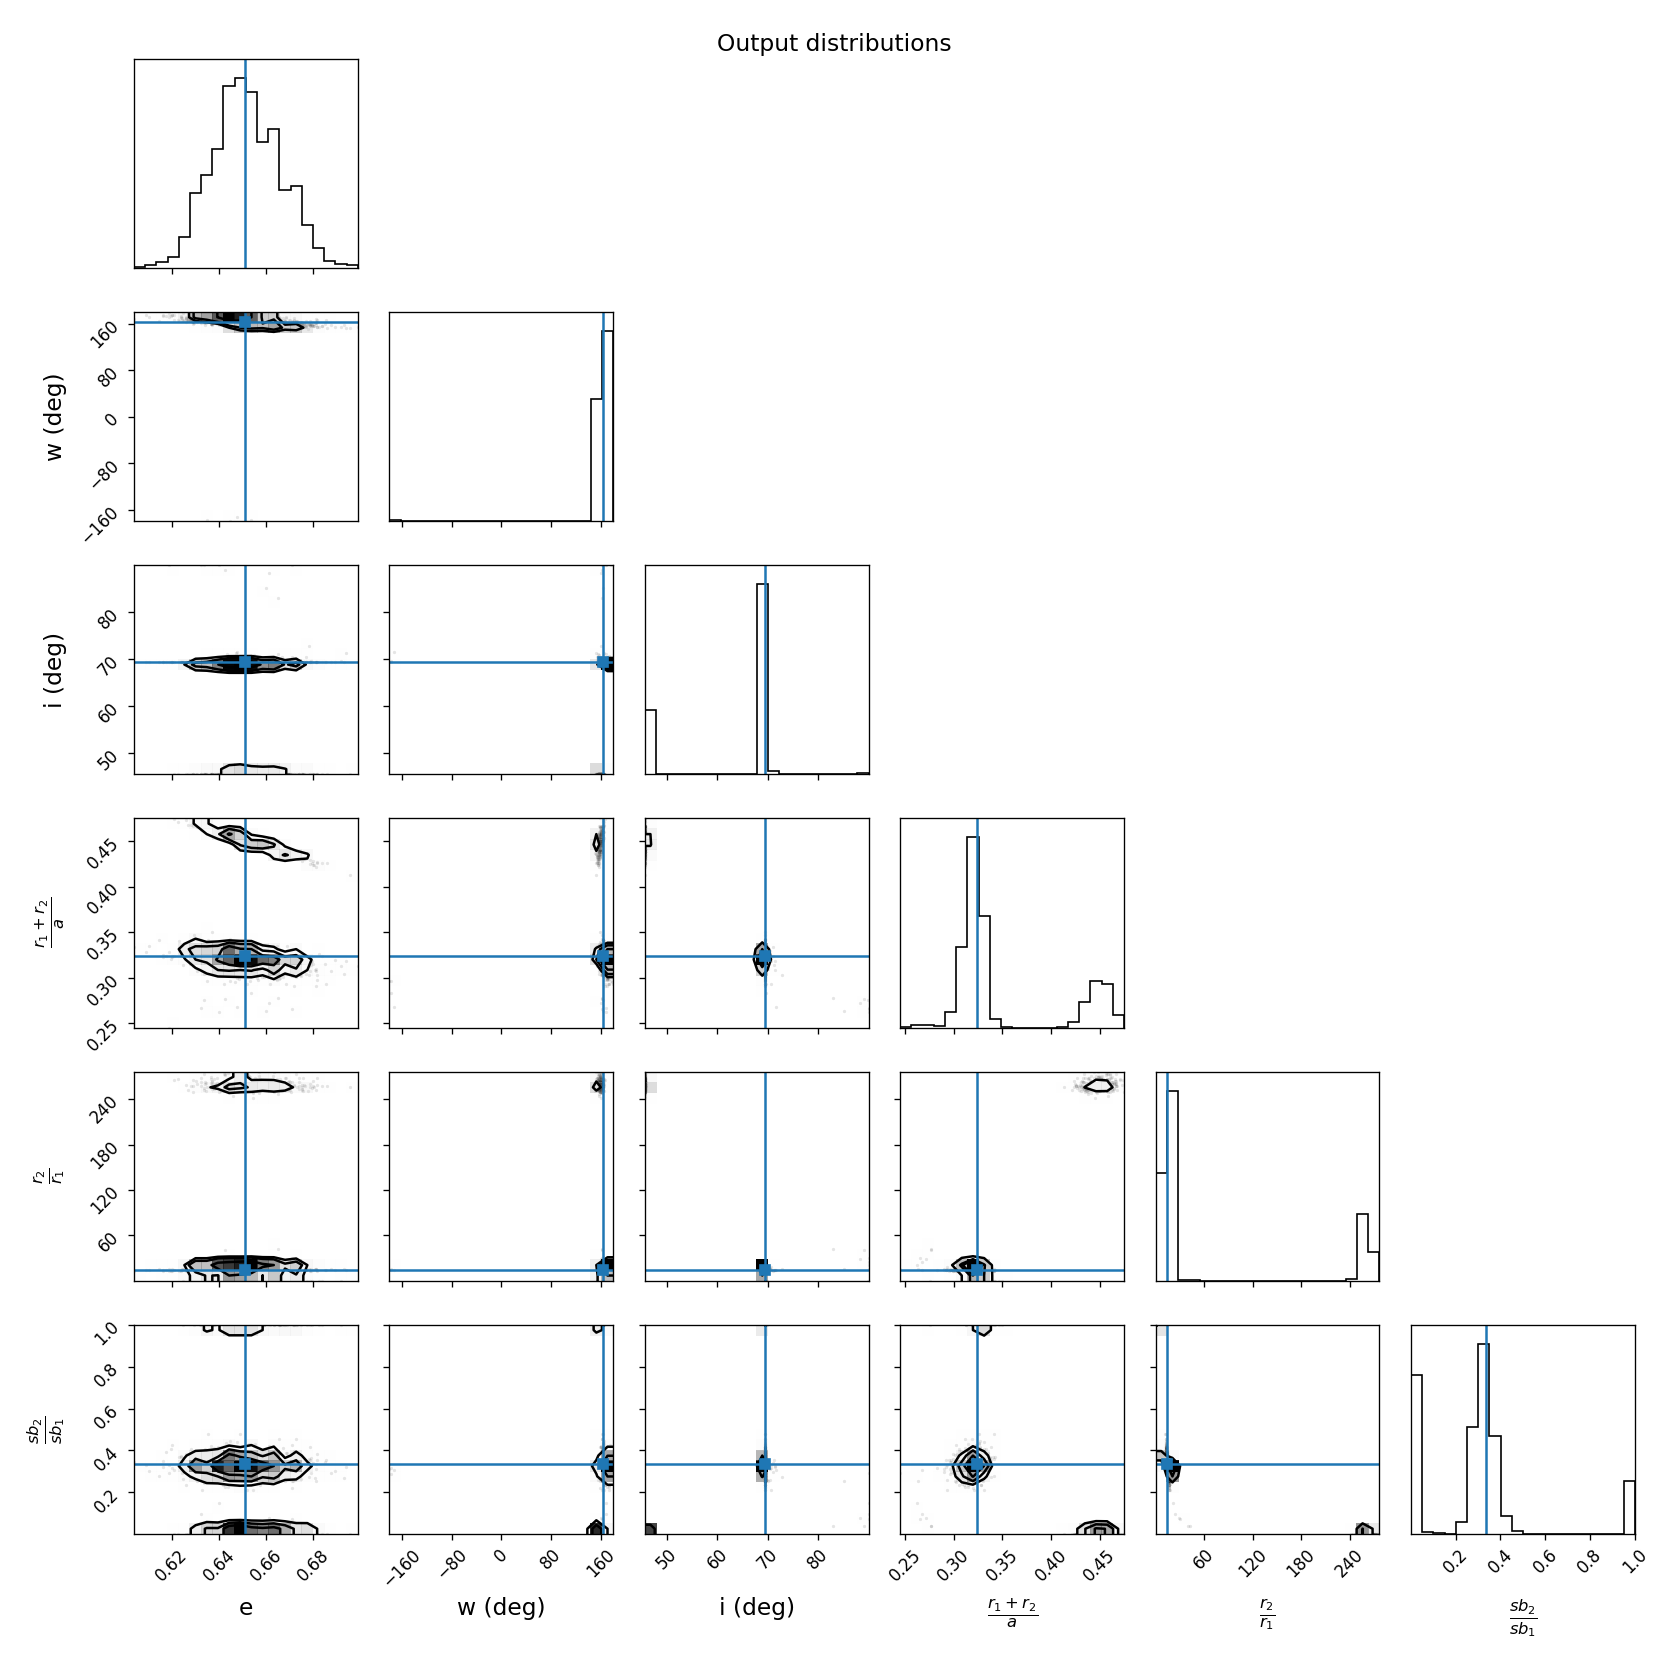 Output distributions
w (deg)
160
80
0
−80
−160
i (deg)
80
70
60
50
r₁ + r₂
a
0.45
0.40
0.35
0.30
0.25
r₂
r₁
240
180
120
60
sb₂
sb₁
1.0
0.8
0.6
0.4
0.2
0.62 0.64 0.66 0.68
−160 −80 0 80 160
50 60 70 80
0.25 0.30 0.35 0.40 0.45
60 120 180 240
0.2 0.4 0.6 0.8 1.0
e
w (deg)
i (deg)
r₁ + r₂
a
r₂
r₁
sb₂
sb₁